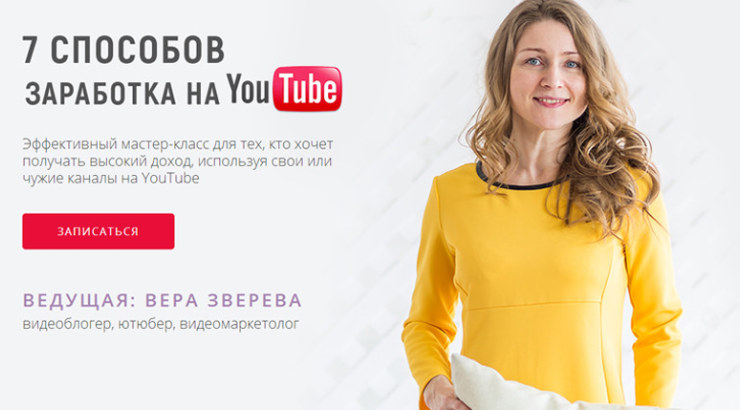 7 СПОСОБОВ
ЗАРАБОТКА НА YouTube
Эффективный мастер-класс для тех, кто хочет
получать высокий доход, используя свои или
чужие каналы на YouTube
ЗАПИСАТЬСЯ
ВЕДУЩАЯ: ВЕРА ЗВЕРЕВА
видеоблогер, ютюбер, видеомаркетолог